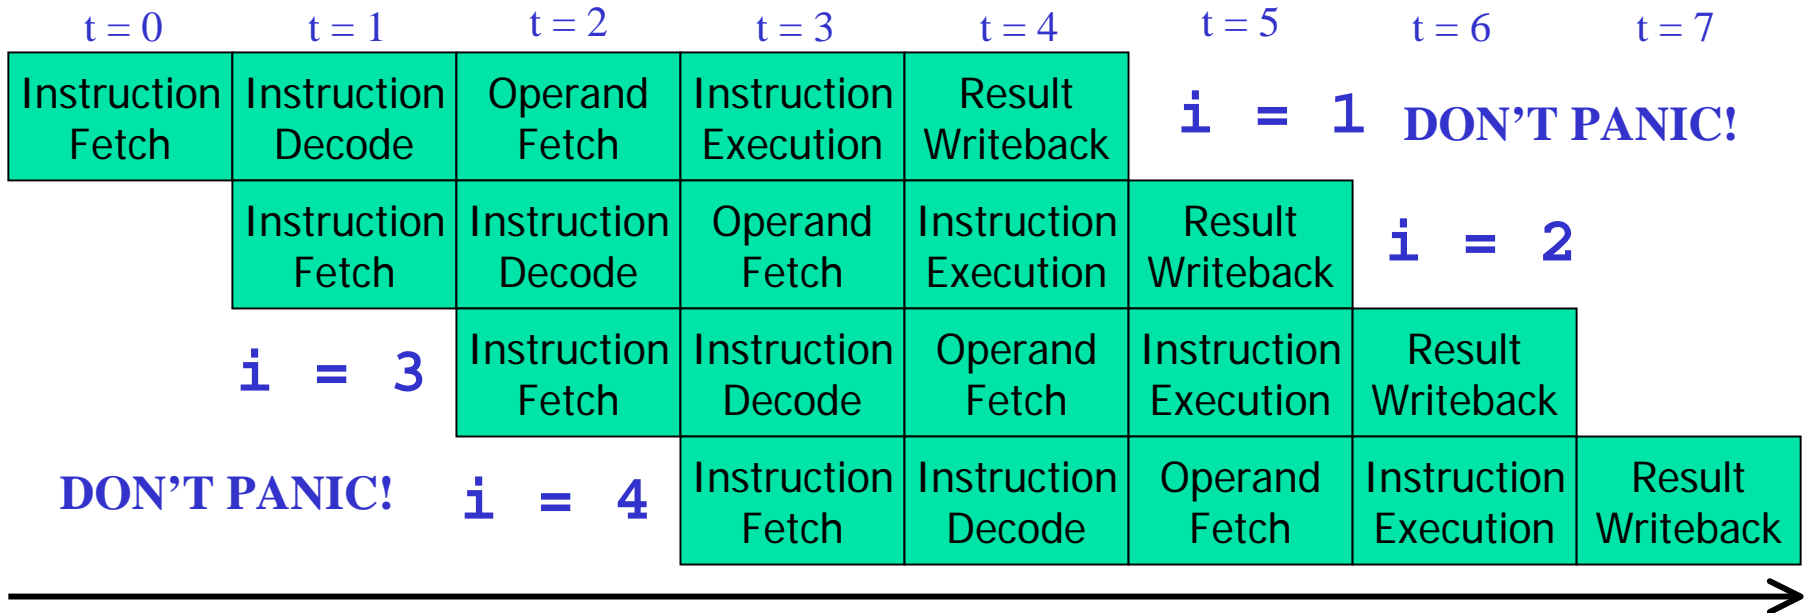 t = 0 t = 1 t = 2 t = 3 t = 4 t = 5 t = 6 t = 7
Instruction Instruction Operand Instruction Result
Fetch Decode Fetch Execution Writeback
i = 1 DON'T PANIC!
Instruction Instruction Operand Instruction Result
Fetch Decode Fetch Execution Writeback
i = 2
i = 3
Instruction Instruction Operand Instruction Result
Fetch Decode Fetch Execution Writeback
DON'T PANIC! i = 4
Instruction Instruction Operand Instruction Result
Fetch Decode Fetch Execution Writeback